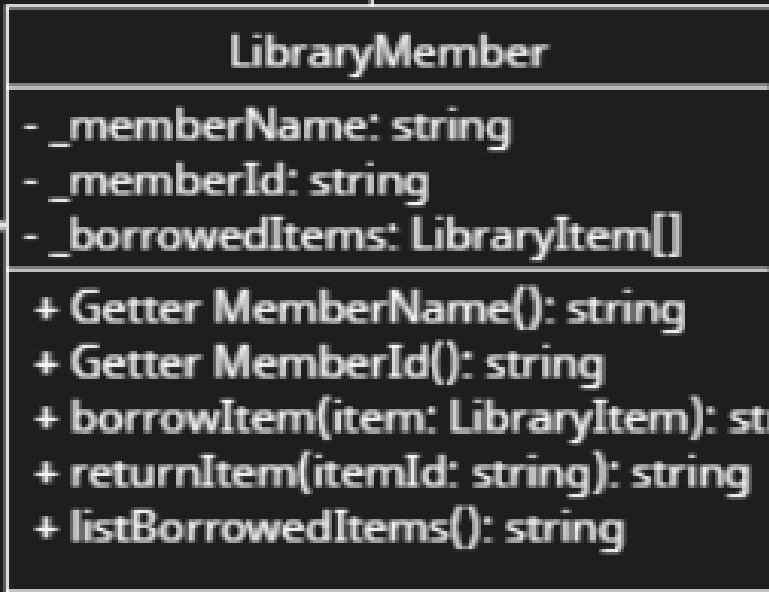 LibraryMember
- _memberName: string
- _memberId: string
- _borrowedItems: LibraryItem[]
+ Getter MemberName(): string
+ Getter MemberId(): string
+ borrowItem(item: LibraryItem):
+ returnItem(itemId: string): string
+ listBorrowedItems(): string